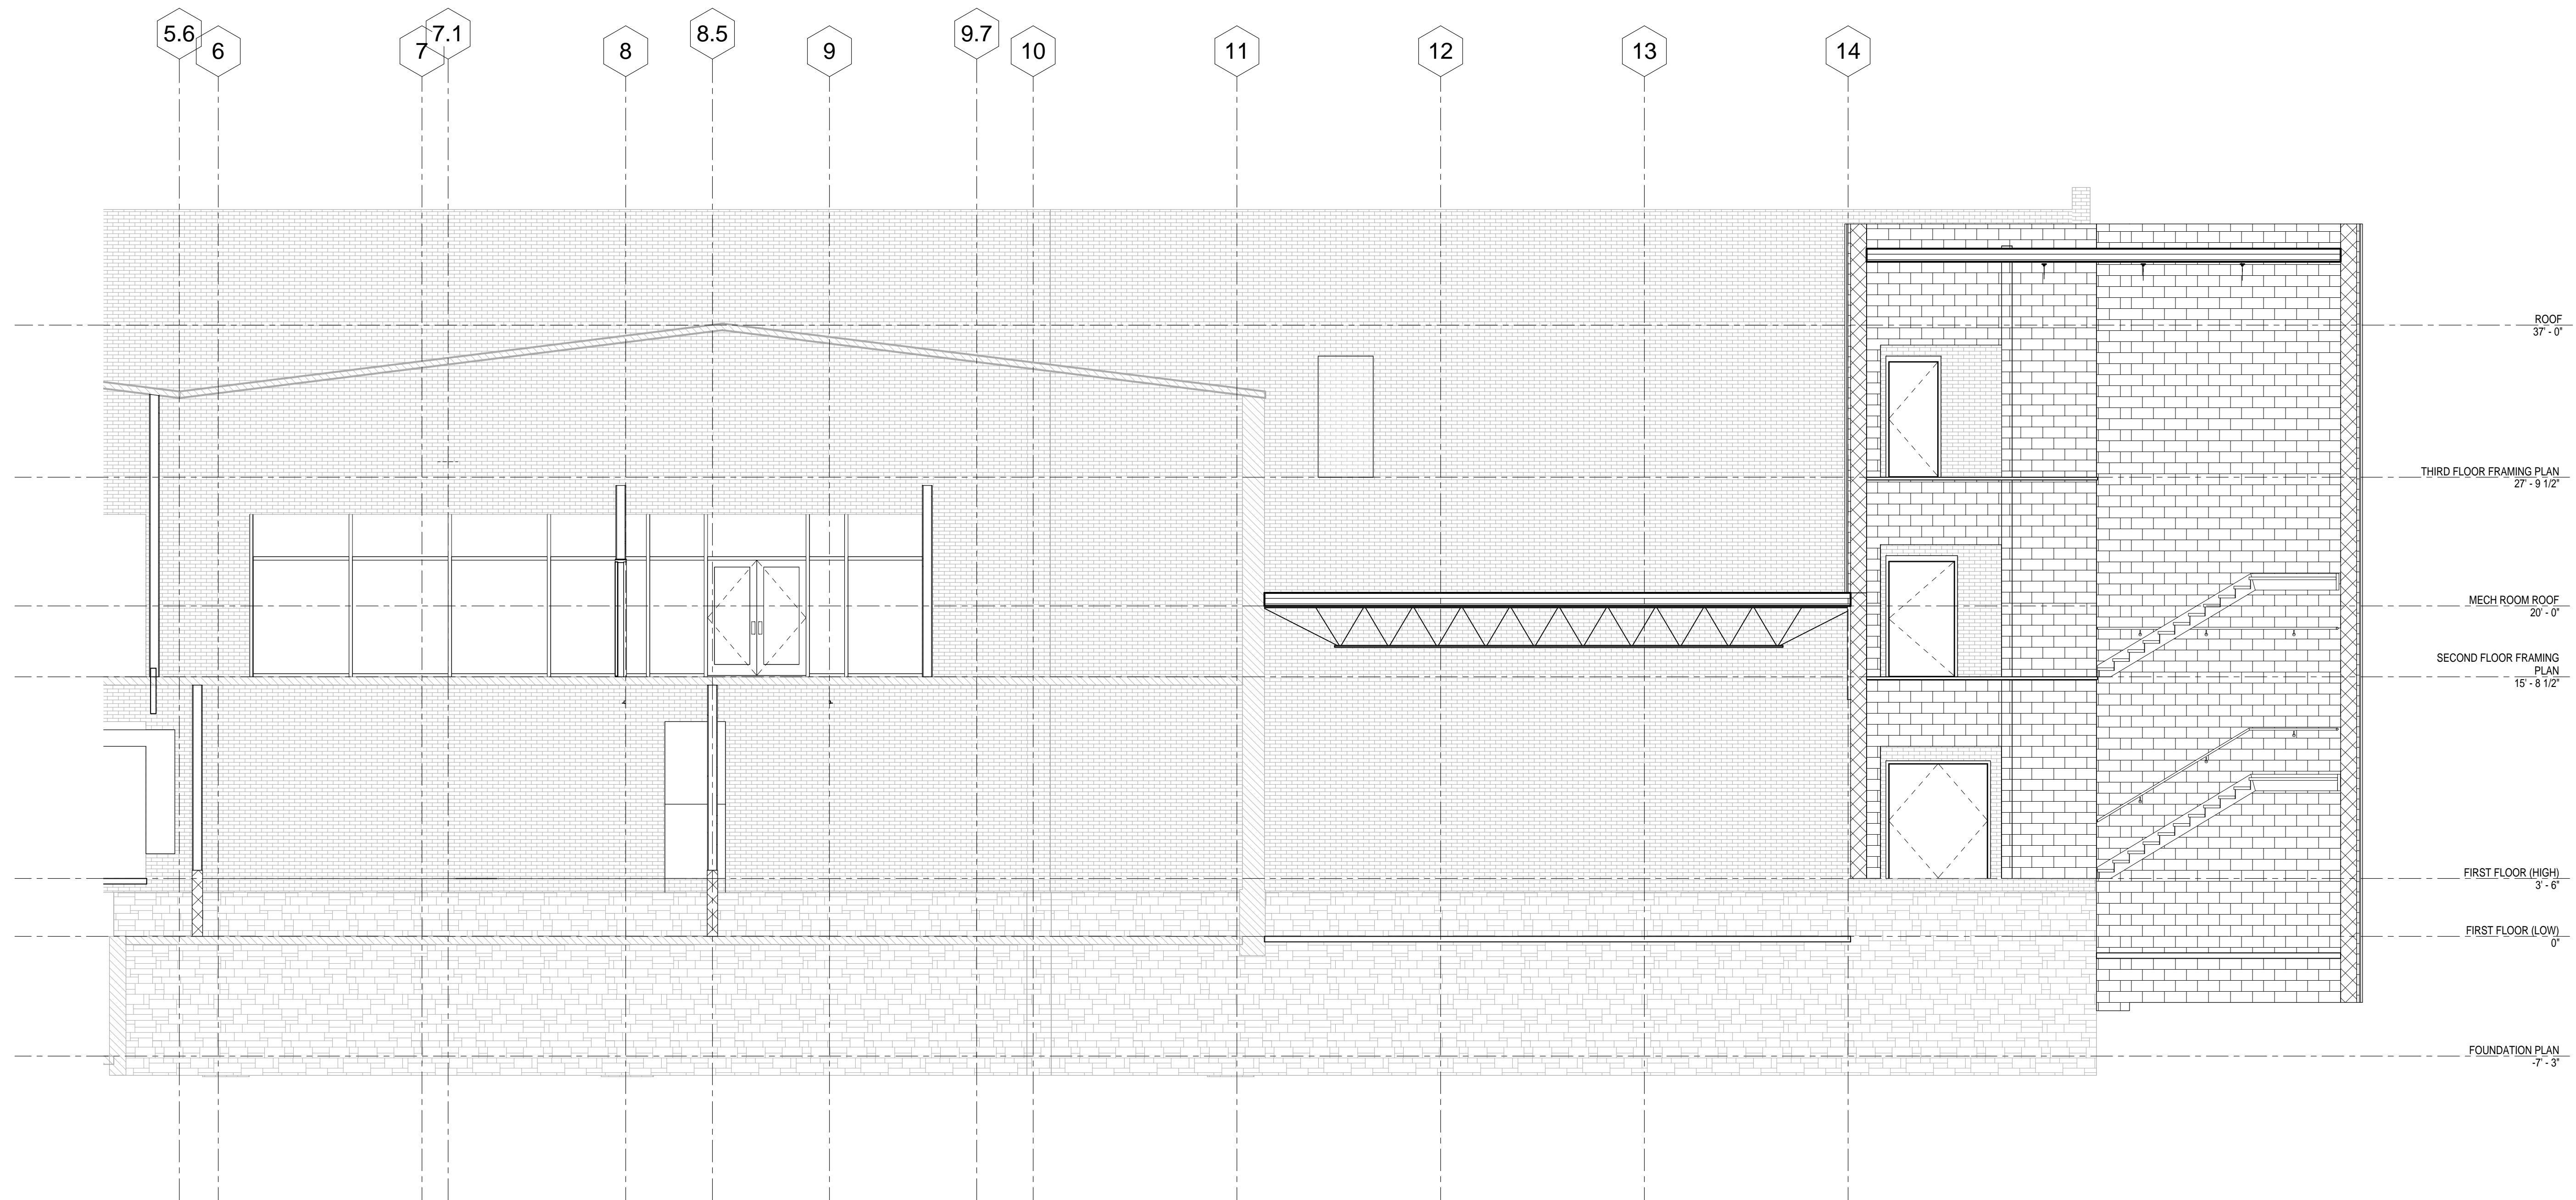 5.6
6
7
7.1
8
8.5
9
9.7
10
11
12
13
14
ROOF
37' - 0"
THIRD FLOOR FRAMING PLAN
27' - 9 1/2"
MECH ROOM ROOF
20' - 0"
SECOND FLOOR FRAMING
PLAN
15' - 8 1/2"
FIRST FLOOR (HIGH)
3' - 6"
FIRST FLOOR (LOW)
0"
FOUNDATION PLAN
-7' - 3"